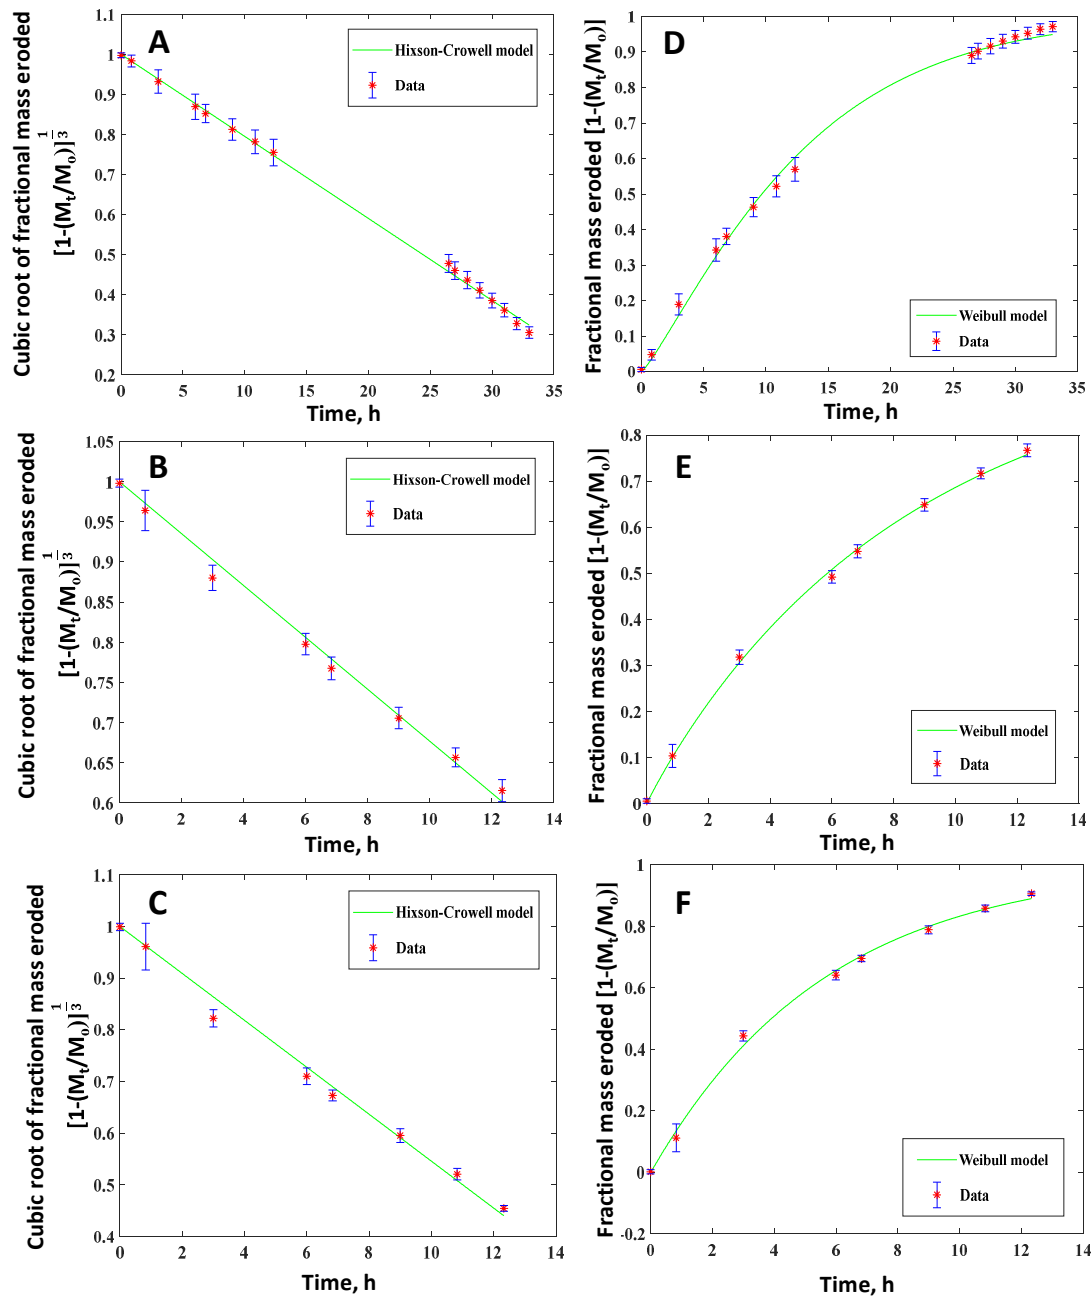 A
Hixson-Crowell model
Data
Cubic root of fractional mass eroded
[1-(Mt/Mo)]^1/3
1.1
1
0.9
0.8
0.7
0.6
0.5
0.4
0.3
0.2
0 5 10 15 20 25 30 35
Time, h
D
Weibull model
Data
Fractional mass eroded [1-(Mt/Mo)]
1
0.9
0.8
0.7
0.6
0.5
0.4
0.3
0.2
0.1
0
0 5 10 15 20 25 30 35
Time, h
B
Hixson-Crowell model
Data
Cubic root of fractional mass eroded
[1-(Mt/Mo)]^1/3
1.05
1
0.95
0.9
0.85
0.8
0.75
0.7
0.65
0.6
0 2 4 6 8 10 12 14
Time, h
E
Weibull model
Data
Fractional mass eroded [1-(Mt/Mo)]
0.8
0.7
0.6
0.5
0.4
0.3
0.2
0.1
0
0 2 4 6 8 10 12 14
Time, h
C
Hixson-Crowell model
Data
Cubic root of fractional mass eroded
[1-(Mt/Mo)]^1/3
1.1
1
0.9
0.8
0.7
0.6
0.5
0.4
0 2 4 6 8 10 12 14
Time, h
F
Weibull model
Data
Fractional mass eroded [1-(Mt/Mo)]
1
0.8
0.6
0.4
0.2
0
-0.2
0 2 4 6 8 10 12 14
Time, h